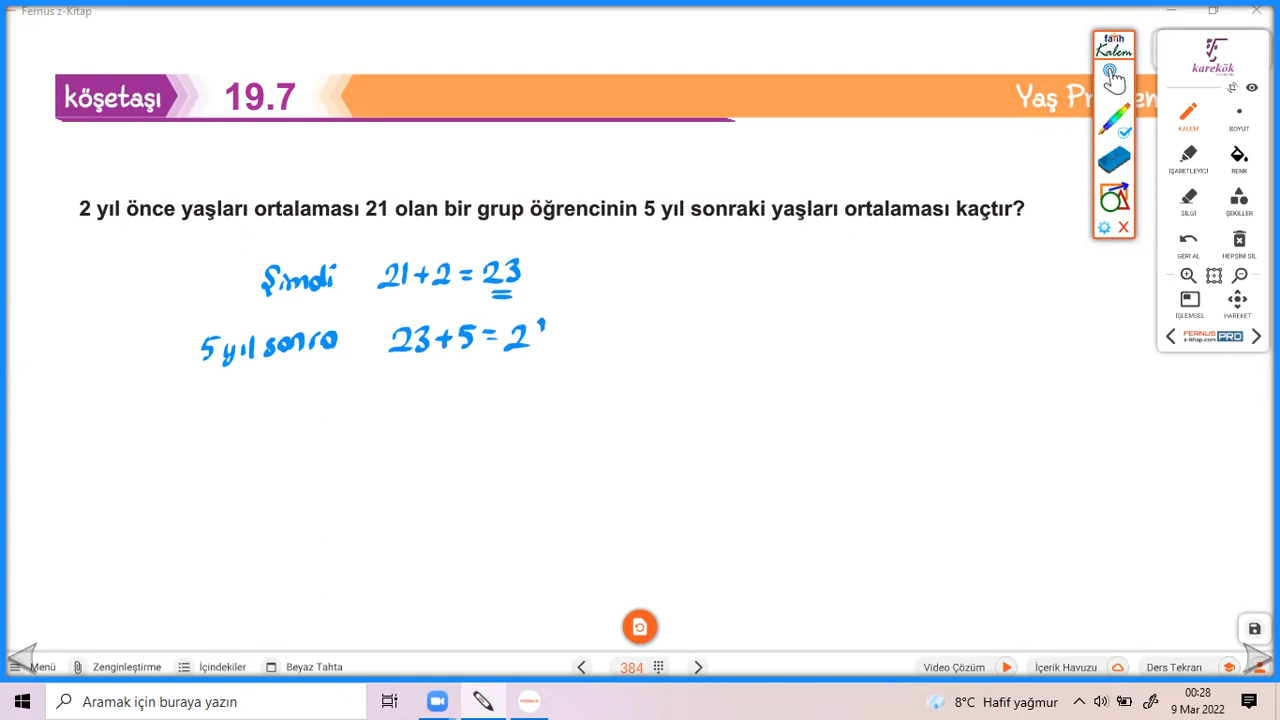 Fernus z-Kitap
fatih
Kalem
karekök
köşetaşı 19.7 Yaş Pr
KALEM BOYUT
İŞARETLEYİCİ RENK
SİLGİ ŞEKİLLER
GERİ AL HEPSİNİ SİL
İŞLEMSEL HAREKET
FERNUS PRO
z-kitap.com
2 yıl önce yaşları ortalaması 21 olan bir grup öğrencinin 5 yıl sonraki yaşları ortalaması kaçtır?
Şimdi 21+2=23
5 yıl sonra 23+5=2
Menü Zenginleştirme İçindekiler Beyaz Tahta 384 Video Çözüm İçerik Havuzu Ders Tekrarı
Aramak için buraya yazın FERNUS 8°C Hafif yağmur 00:28
9 Mar 2022